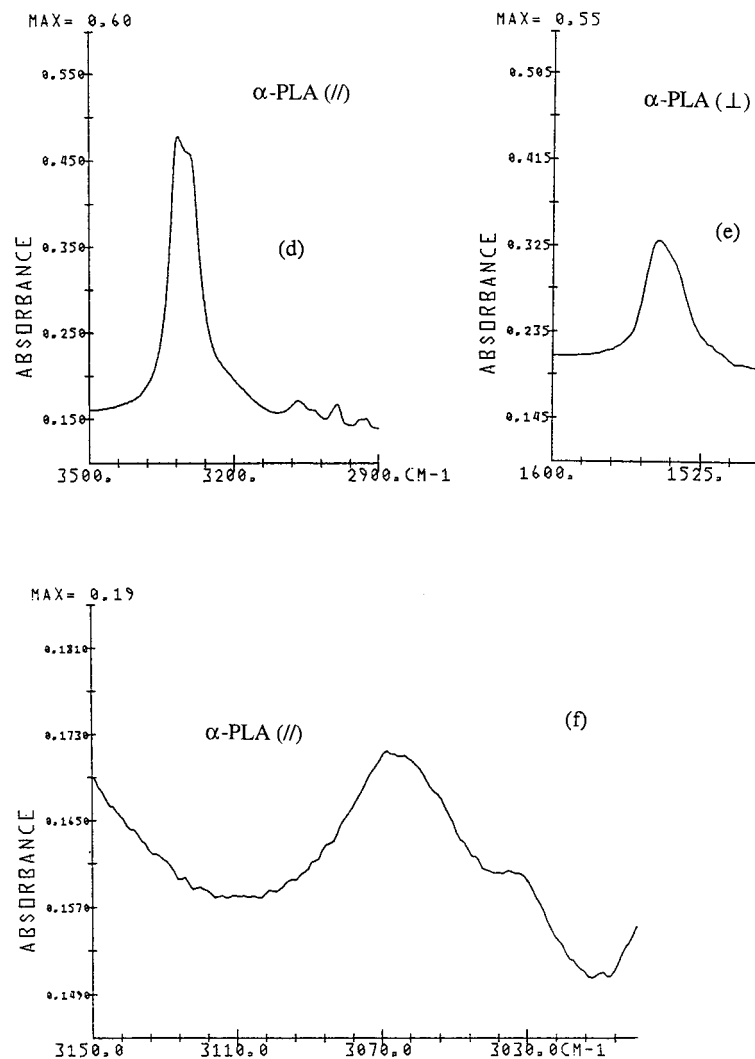 MAX= 0.60
0.550
α-PLA (//)
0.450
0.350
(d)
0.250
0.150
ABSORBANCE
3500. 3200. 2900.CM-1
MAX= 0.55
0.505
α-PLA (⊥)
0.415
(e)
0.325
0.235
0.145
ABSORBANCE
1600. 1525.
MAX= 0.19
0.1810
0.1730
α-PLA (//)
(f)
0.1650
0.1570
0.1490
ABSORBANCE
3150.0 3110.0 3070.0 3030.0CM-1